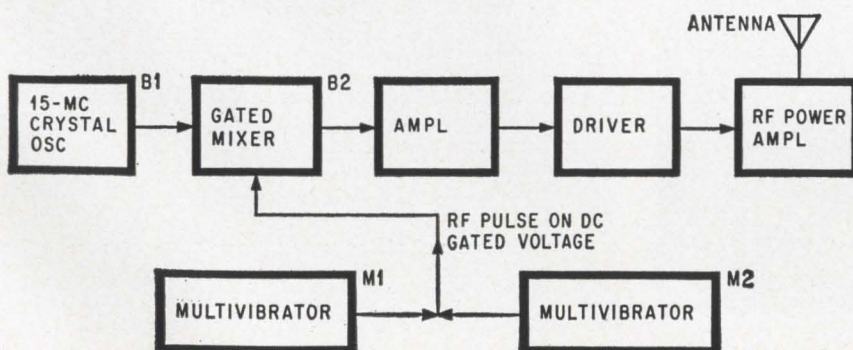 ANTENNA
B1
B2
15-MC
CRYSTAL
OSC
GATED
MIXER
AMPL
DRIVER
RF POWER
AMPL
RF PULSE ON DC
GATED VOLTAGE
M1
M2
MULTIVIBRATOR
MULTIVIBRATOR